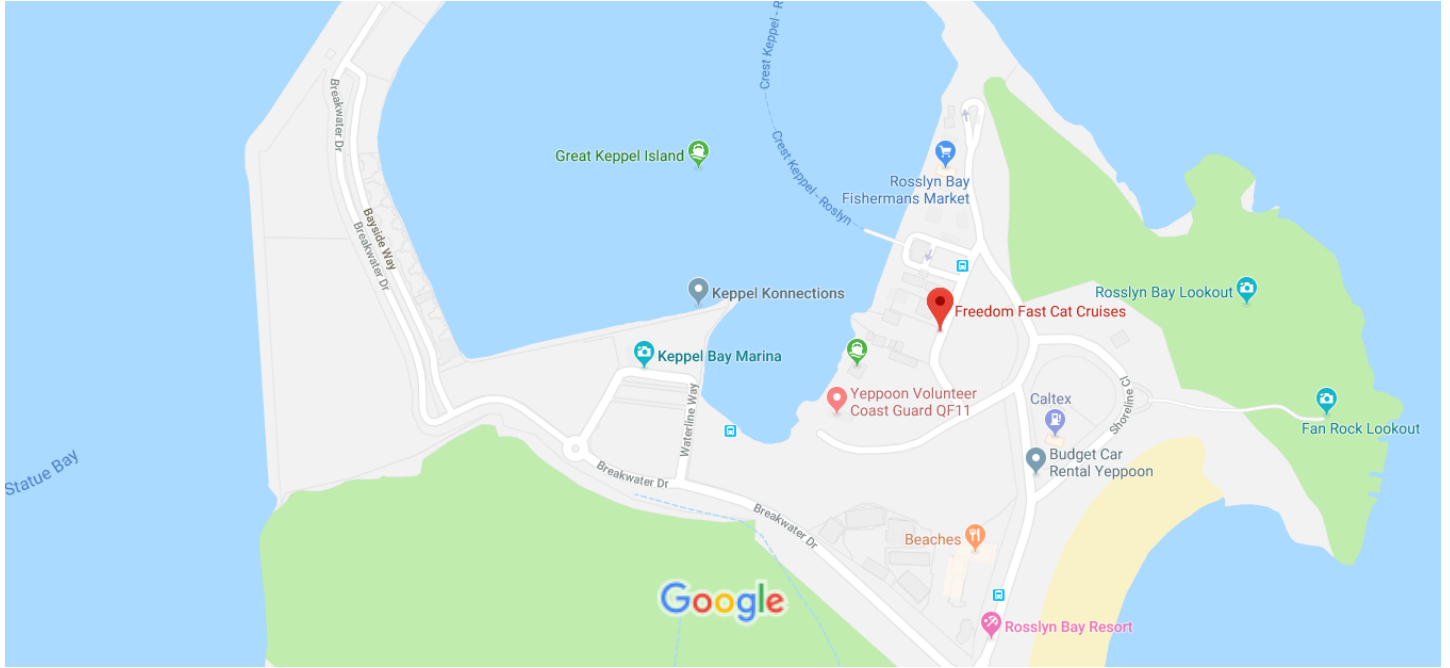 Crest Keppel - R
Breakwater Dr
Great Keppel Island
Crest Keppel - Roslyn
Rosslyn Bay
Fishermans Market
Bayside Way
Breakwater Dr
Keppel Konnections
Rosslyn Bay Lookout
Freedom Fast Cat Cruises
Keppel Bay Marina
Yeppoon Volunteer
Coast Guard QF11
Caltex
Shoreline Cl
Fan Rock Lookout
Waterline Way
Statue Bay
Breakwater Dr
Budget Car
Rental Yeppoon
Breakwater Dr
Beaches
Google
Rosslyn Bay Resort